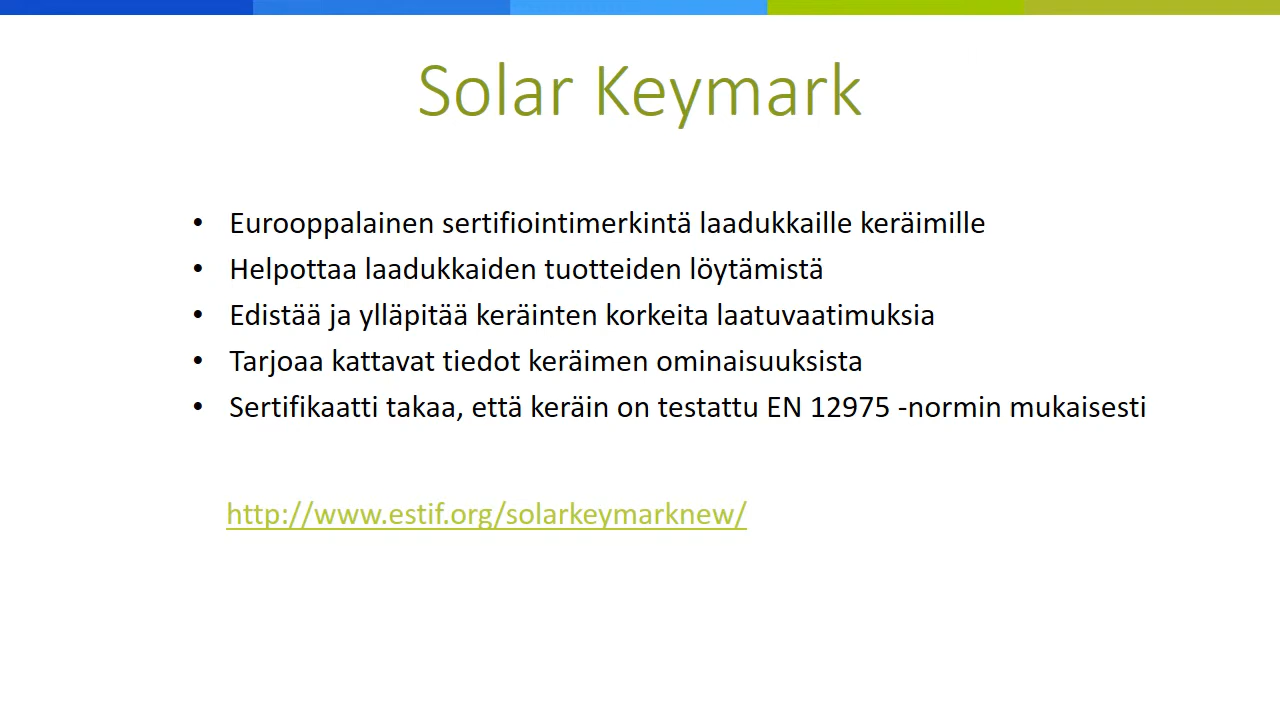 Solar Keymark
• Eurooppalainen sertifiointimerkintä laadukkaille keräimille
• Helpottaa laadukkaiden tuotteiden löytämistä
• Edistää ja ylläpitää keräinten korkeita laatuvaatimuksia
• Tarjoaa kattavat tiedot keräimen ominaisuuksista
• Sertifikaatti takaa, että keräin on testattu EN 12975 -normin mukaisesti
http://www.estif.org/solarkeymarknew/